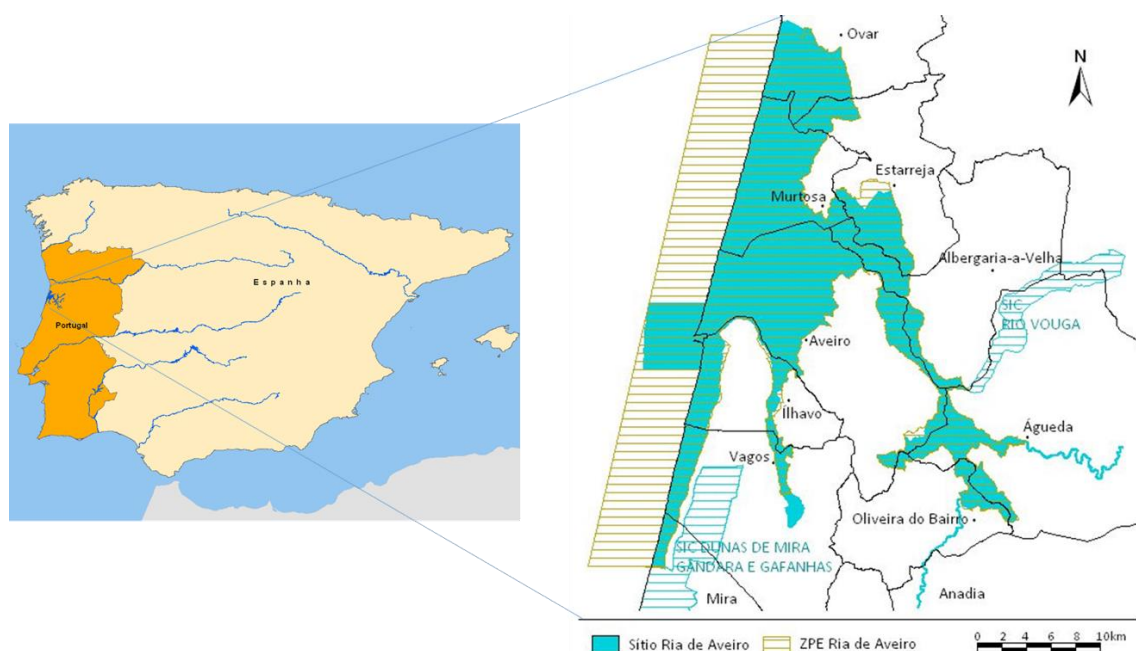 Espanha
Portugal
N
Ovar
Estarreja
Murtosa
Albergaria-a-Velha
SIC
RIO VOUGA
Aveiro
Ílhavo
Águeda
Vagos
Oliveira do Bairro
SIC DUNAS DE MIRA
GANDARA E GAFANHAS
Mira
Anadia
Sítio Ria de Aveiro
ZPE Ria de Aveiro
0 2 4 6 8 10km